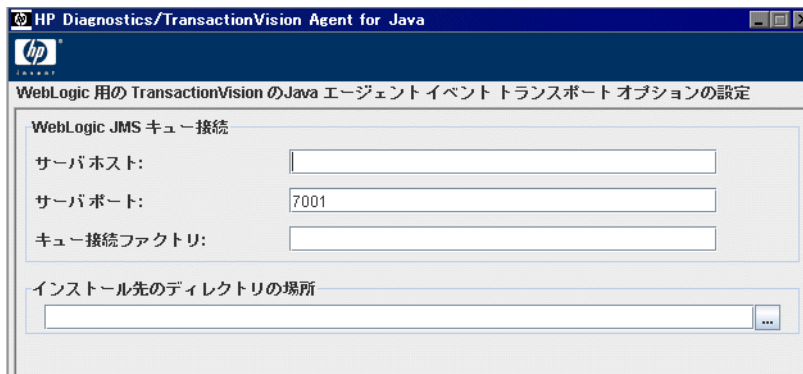 HP Diagnostics/TransactionVision Agent for Java
hp
invent
WebLogic 用の TransactionVision のJava エージェント イベント トランスポート オプションの設定
WebLogic JMS キュー接続
サーバ ホスト:
サーバ ポート: 7001
キュー接続ファクトリ:
インストール先のディレクトリの場所
...